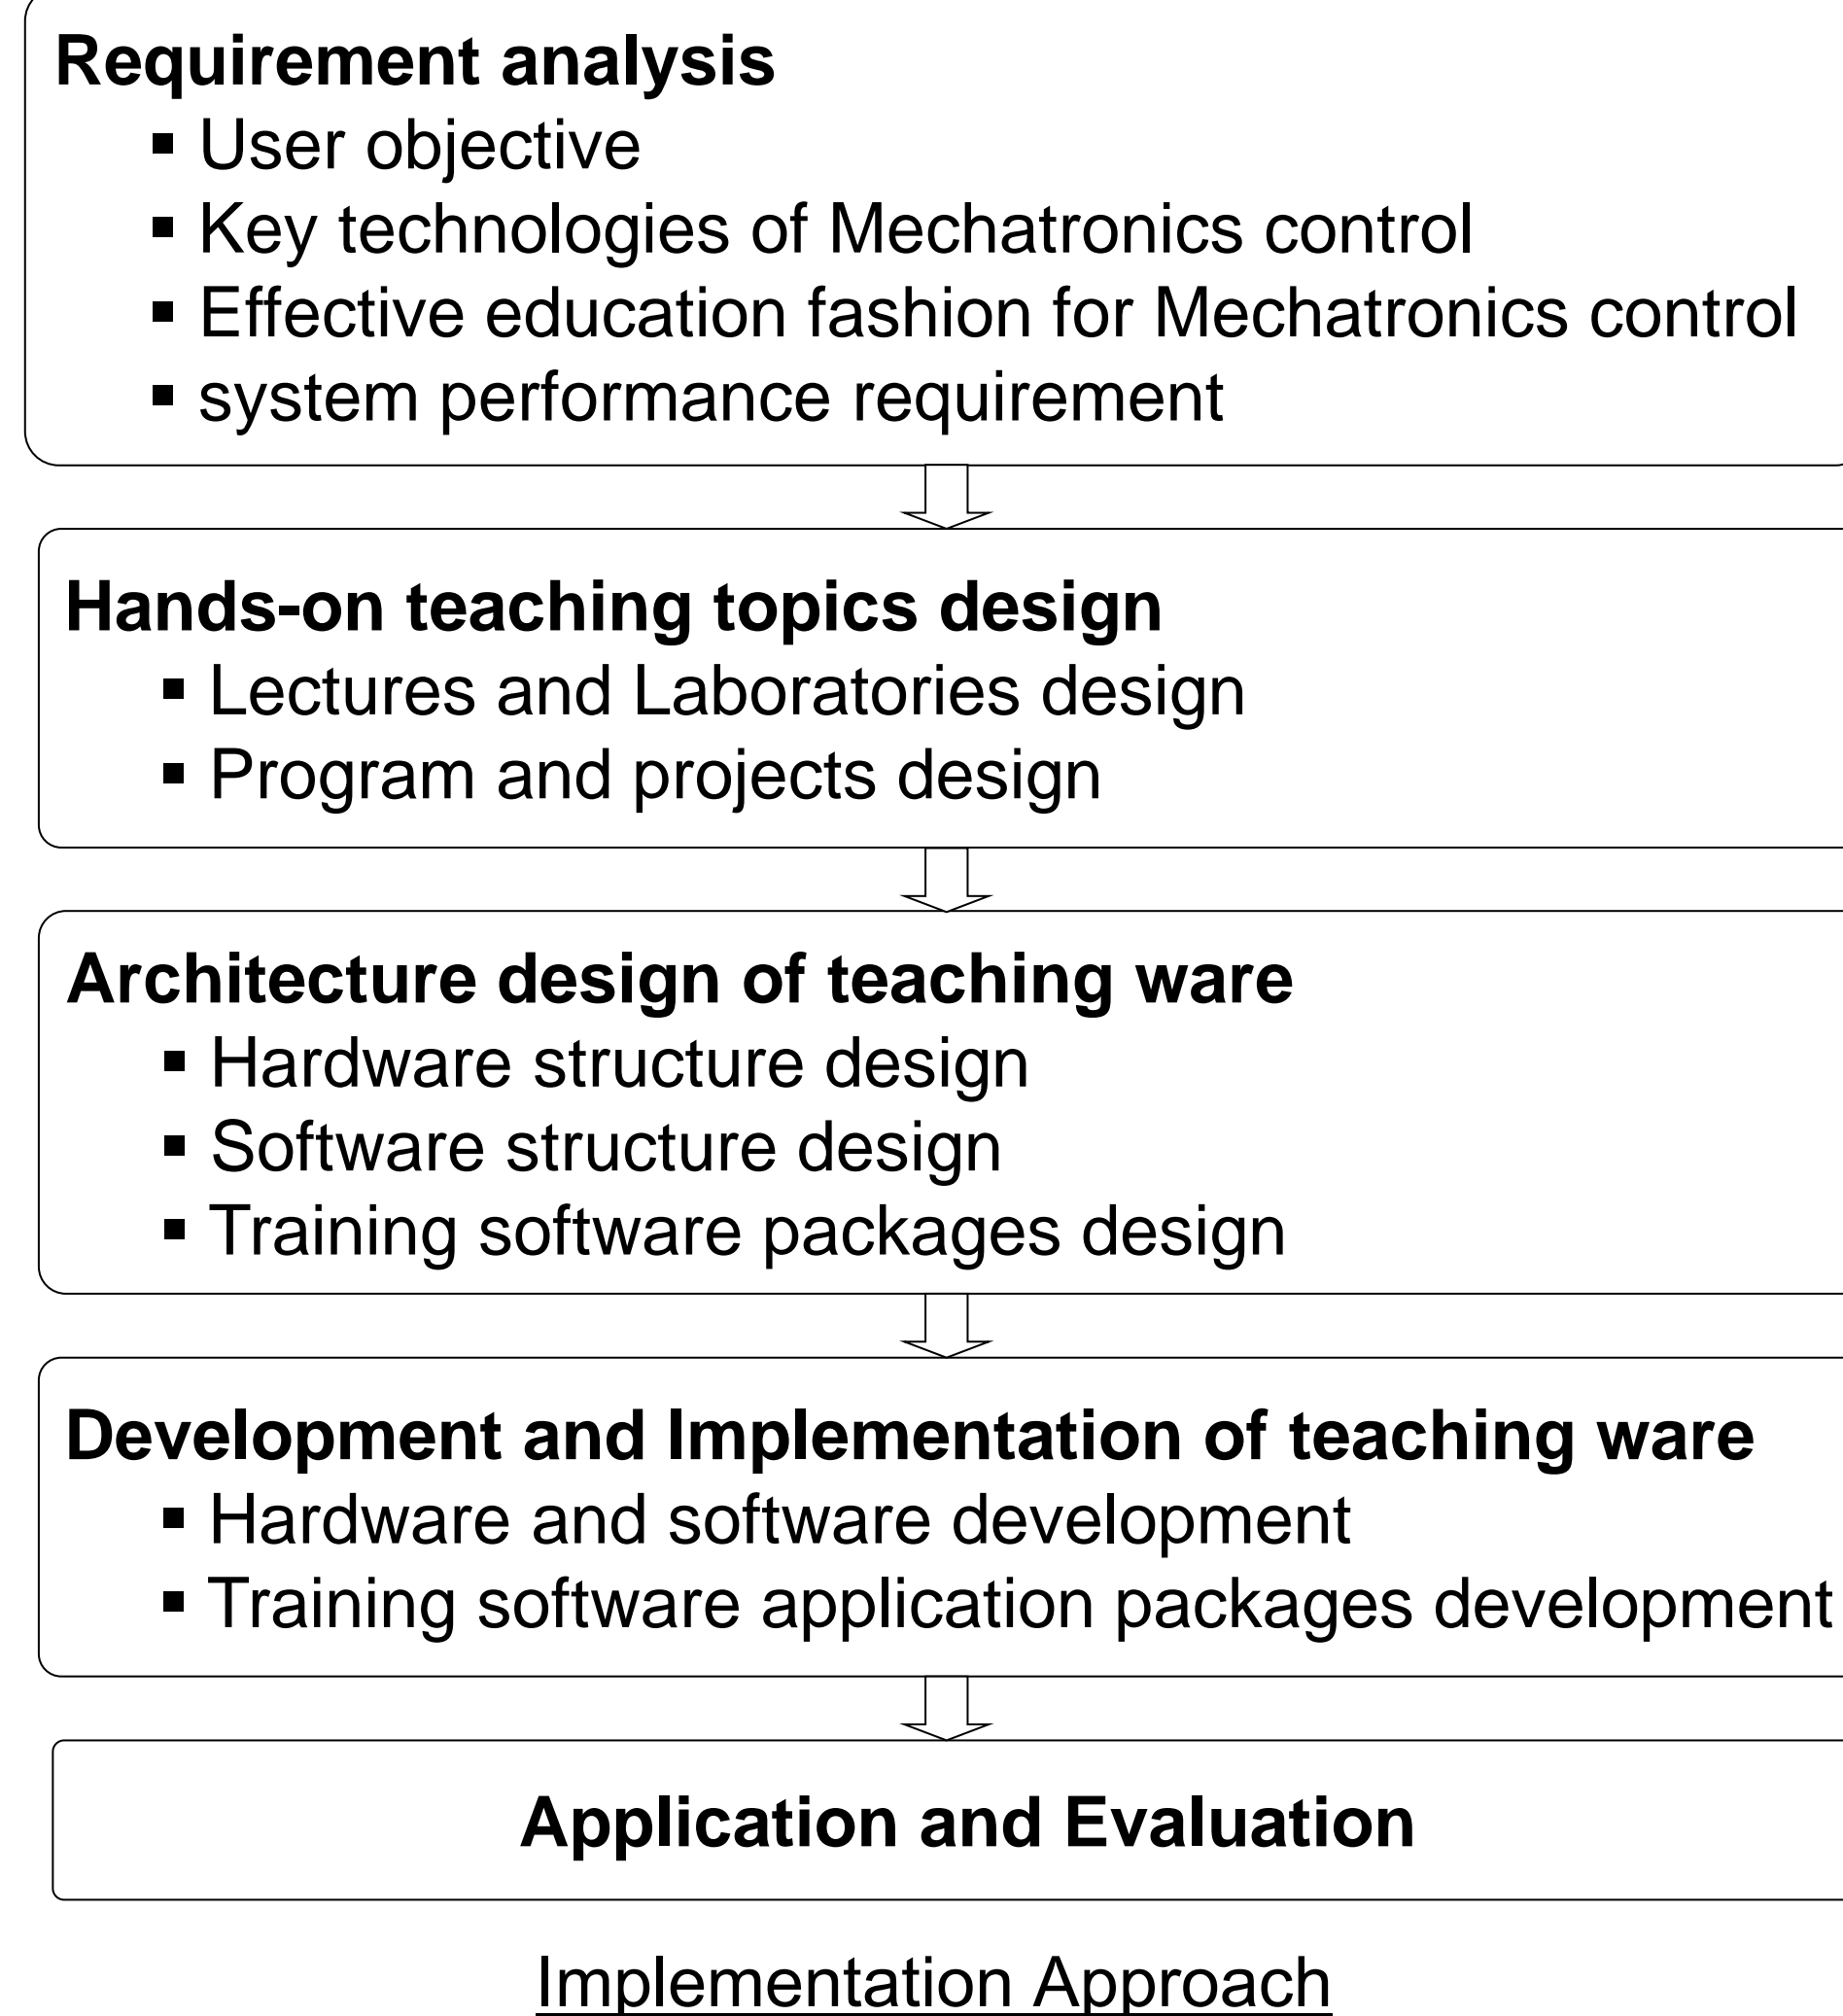 Requirement analysis
▪ User objective
▪ Key technologies of Mechatronics control
▪ Effective education fashion for Mechatronics control
▪ system performance requirement
Hands-on teaching topics design
▪ Lectures and Laboratories design
▪ Program and projects design
Architecture design of teaching ware
▪ Hardware structure design
▪ Software structure design
▪ Training software packages design
Development and Implementation of teaching ware
▪ Hardware and software development
▪ Training software application packages development
Application and Evaluation
Implementation Approach